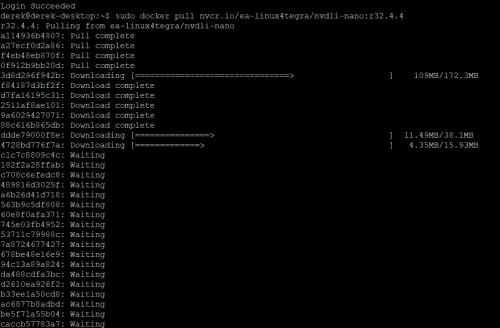 Login Succeeded
derek@derek-desktop:~$ sudo docker pull nvcr.io/ea-linux4tegra/nvdli-nano:r32.4.4
r32.4.4: Pulling from ea-linux4tegra/nvdli-nano
a114936b4807: Pull complete
a27ecf0d2a86: Pull complete
f4eb48eb870f: Pull complete
0f912b9bb20d: Pull complete
3d8d296f942b: Downloading [================================>                    ]    109MB/172.3MB
f84187d3bf2f: Download complete
d7fa16195c31: Download complete
2511af8ae101: Download complete
9a6029427071: Download complete
88c616b865db: Download complete
ddde79000f8e: Downloading [===============>                                     ]  11.49MB/38.1MB
4728bd776f7a: Downloading [=============>                                       ]   4.35MB/15.93MB
c1c7c8809c4c: Waiting
182f2a28ffab: Waiting
c708c6efedc8: Waiting
489816d3025f: Waiting
a6b26d41d718: Waiting
563b9c5df808: Waiting
60e8f0afa371: Waiting
745e03fb4952: Waiting
53711c79988c: Waiting
7a8724677427: Waiting
678be48e16e9: Waiting
94c13a89a824: Waiting
da488cdfa3bc: Waiting
d2610ea926f2: Waiting
b33ee1a50cd8: Waiting
ac6877b8adbd: Waiting
be5f71a55b04: Waiting
caccb57783a7: Waiting